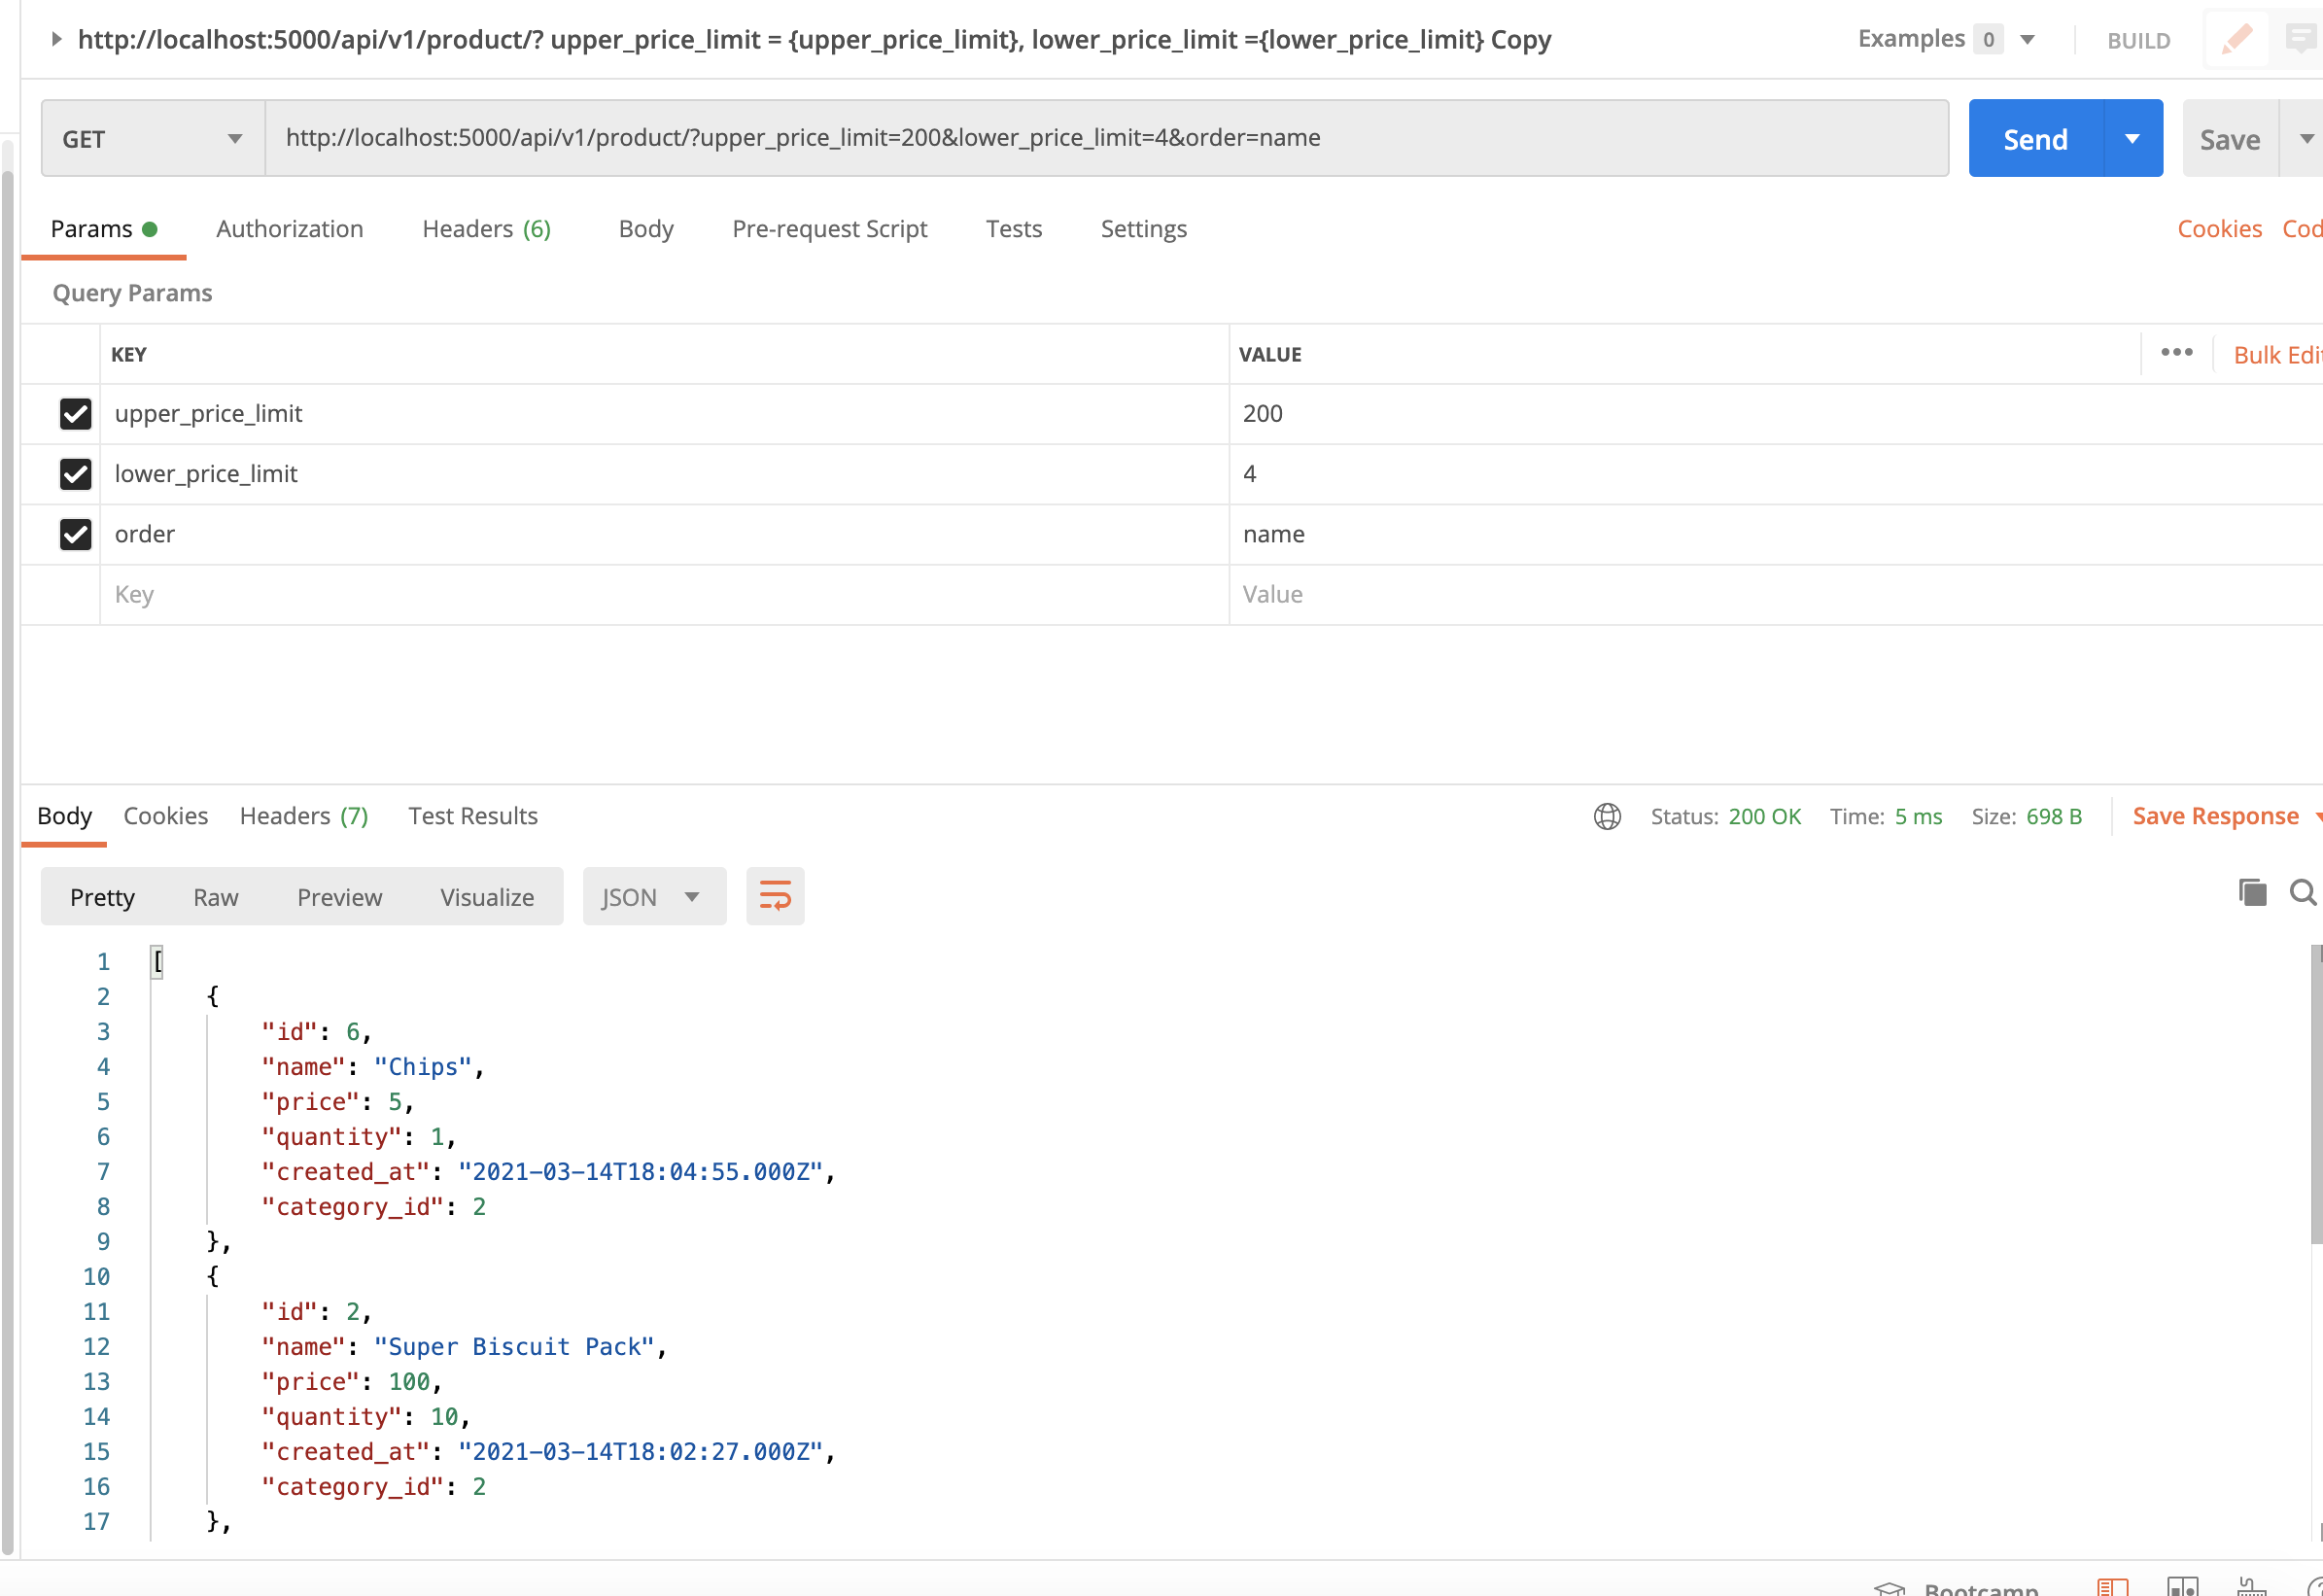 http://localhost:5000/api/v1/product/? upper_price_limit = {upper_price_limit}, lower_price_limit ={lower_price_limit} Copy
Examples 0
BUILD
GET
http://localhost:5000/api/v1/product/?upper_price_limit=200&lower_price_limit=4&order=name
Send
Save
Params
Authorization
Headers (6)
Body
Pre-request Script
Tests
Settings
Cookies
Cod
Query Params
KEY
VALUE
Bulk Edi
upper_price_limit
200
lower_price_limit
4
order
name
Key
Value
Body
Cookies
Headers (7)
Test Results
Status: 200 OK
Time: 5 ms
Size: 698 B
Save Response
Pretty
Raw
Preview
Visualize
JSON
1 [
2 {
3 "id": 6,
4 "name": "Chips",
5 "price": 5,
6 "quantity": 1,
7 "created_at": "2021-03-14T18:04:55.000Z",
8 "category_id": 2
9 },
10 {
11 "id": 2,
12 "name": "Super Biscuit Pack",
13 "price": 100,
14 "quantity": 10,
15 "created_at": "2021-03-14T18:02:27.000Z",
16 "category_id": 2
17 },
Bootcamp